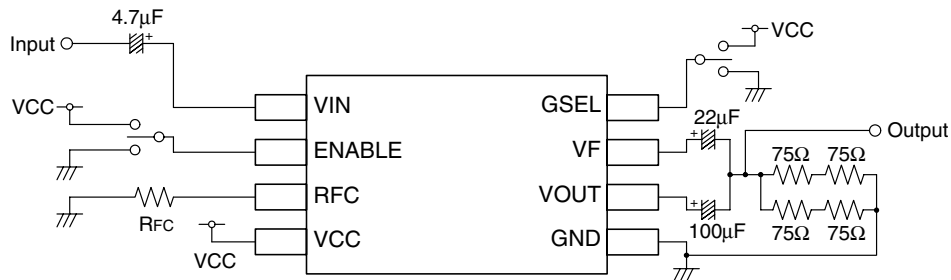 4.7μF
+
Input
VCC
VIN
GSEL
22μF
+
Output
VCC
ENABLE
VF
75Ω 75Ω
RFC
RFC
VOUT
+
100μF
75Ω 75Ω
VCC
VCC
GND